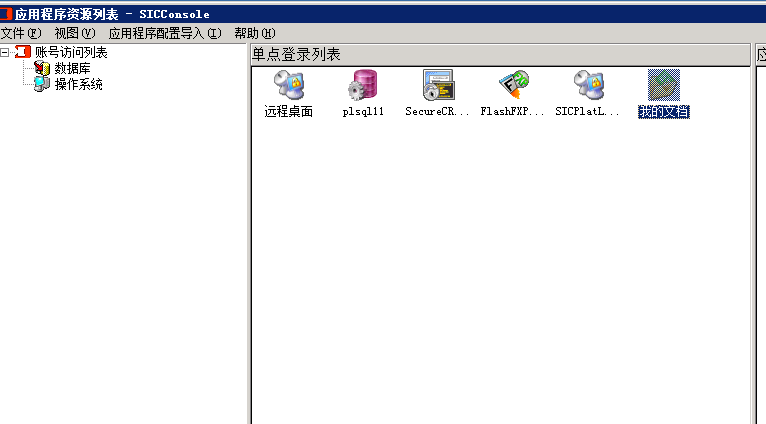 应用程序资源列表 - SICConsole
文件(F) 视图(V) 应用程序配置导入(I) 帮助(H)
账号访问列表
数据库
操作系统
单点登录列表
远程桌面 plsql11 SecureCR... FlashFXP... SICPlatL... 我的文档